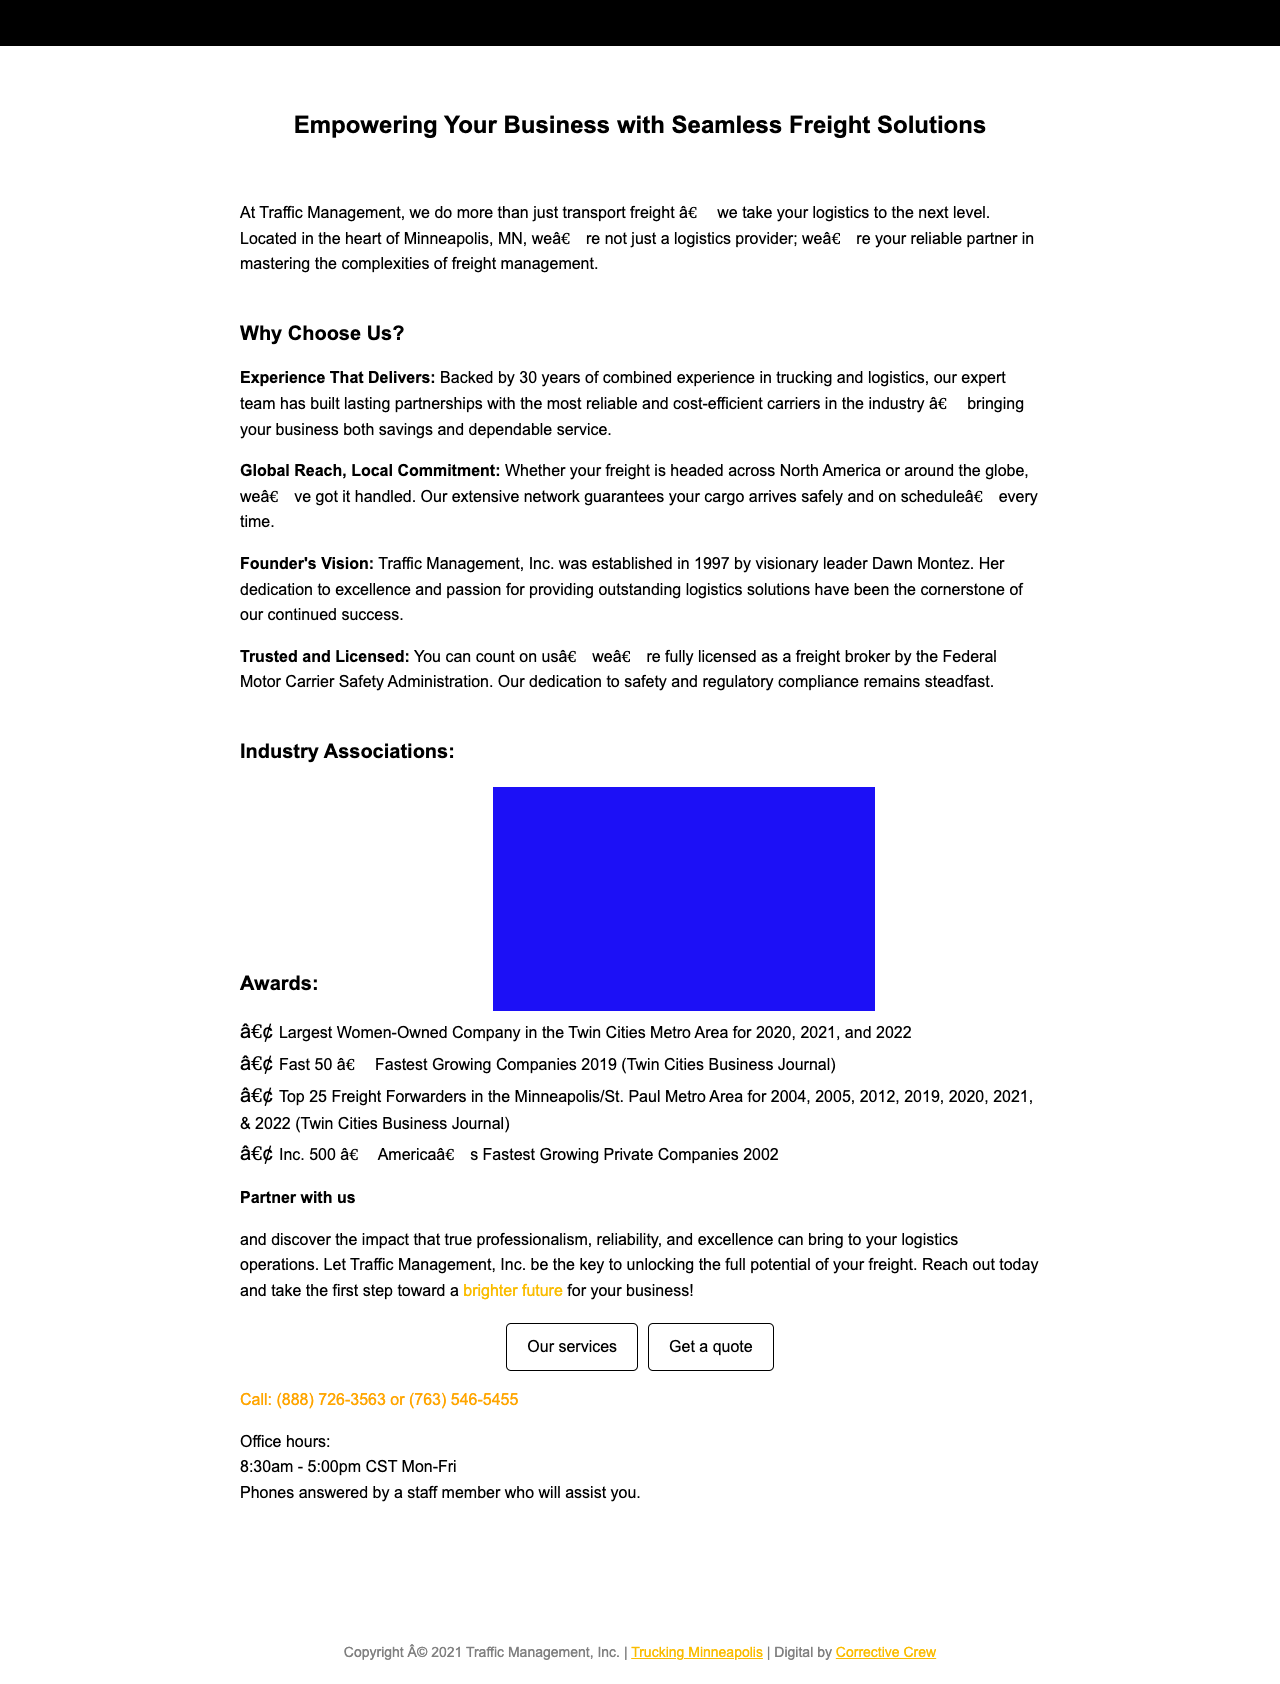 Empowering Your Business with Seamless Freight Solutions
At Traffic Management, we do more than just transport freight â€ we take your logistics to the next level.
Located in the heart of Minneapolis, MN, weâ€ re not just a logistics provider; weâ€ re your reliable partner in
mastering the complexities of freight management.
Why Choose Us?
Experience That Delivers: Backed by 30 years of combined experience in trucking and logistics, our expert
team has built lasting partnerships with the most reliable and cost-efficient carriers in the industry â€ bringing
your business both savings and dependable service.
Global Reach, Local Commitment: Whether your freight is headed across North America or around the globe,
weâ€ ve got it handled. Our extensive network guarantees your cargo arrives safely and on scheduleâ€ every
time.
Founder's Vision: Traffic Management, Inc. was established in 1997 by visionary leader Dawn Montez. Her
dedication to excellence and passion for providing outstanding logistics solutions have been the cornerstone of
our continued success.
Trusted and Licensed: You can count on usâ€ weâ€ re fully licensed as a freight broker by the Federal
Motor Carrier Safety Administration. Our dedication to safety and regulatory compliance remains steadfast.
Industry Associations:
Awards:
â€¢ Largest Women-Owned Company in the Twin Cities Metro Area for 2020, 2021, and 2022
â€¢ Fast 50 â€ Fastest Growing Companies 2019 (Twin Cities Business Journal)
â€¢ Top 25 Freight Forwarders in the Minneapolis/St. Paul Metro Area for 2004, 2005, 2012, 2019, 2020, 2021,
& 2022 (Twin Cities Business Journal)
â€¢ Inc. 500 â€ Americaâ€ s Fastest Growing Private Companies 2002
Partner with us
and discover the impact that true professionalism, reliability, and excellence can bring to your logistics
operations. Let Traffic Management, Inc. be the key to unlocking the full potential of your freight. Reach out today
and take the first step toward a brighter future for your business!
Our services Get a quote
Call: (888) 726-3563 or (763) 546-5455
Office hours:
8:30am - 5:00pm CST Mon-Fri
Phones answered by a staff member who will assist you.
Copyright Â© 2021 Traffic Management, Inc. | Trucking Minneapolis | Digital by Corrective Crew